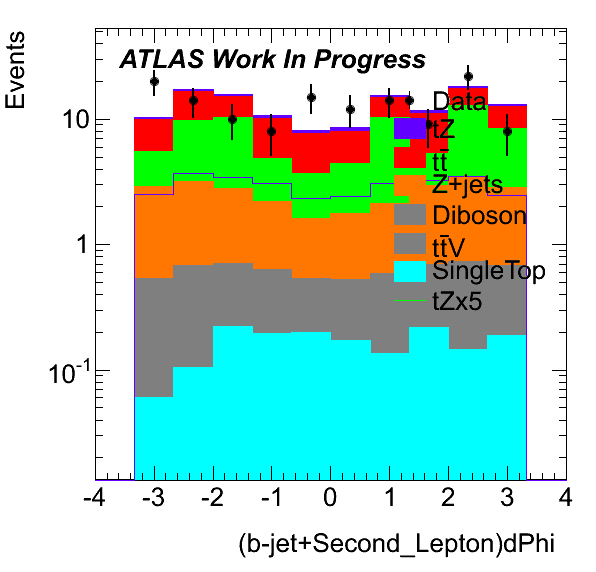 Events
ATLAS Work In Progress
Data
tZ
tt̄
Z+jets
Diboson
tt̄V
SingleTop
tZx5
10
1
10⁻¹
-4 -3 -2 -1 0 1 2 3 4
(b-jet+Second_Lepton)dPhi